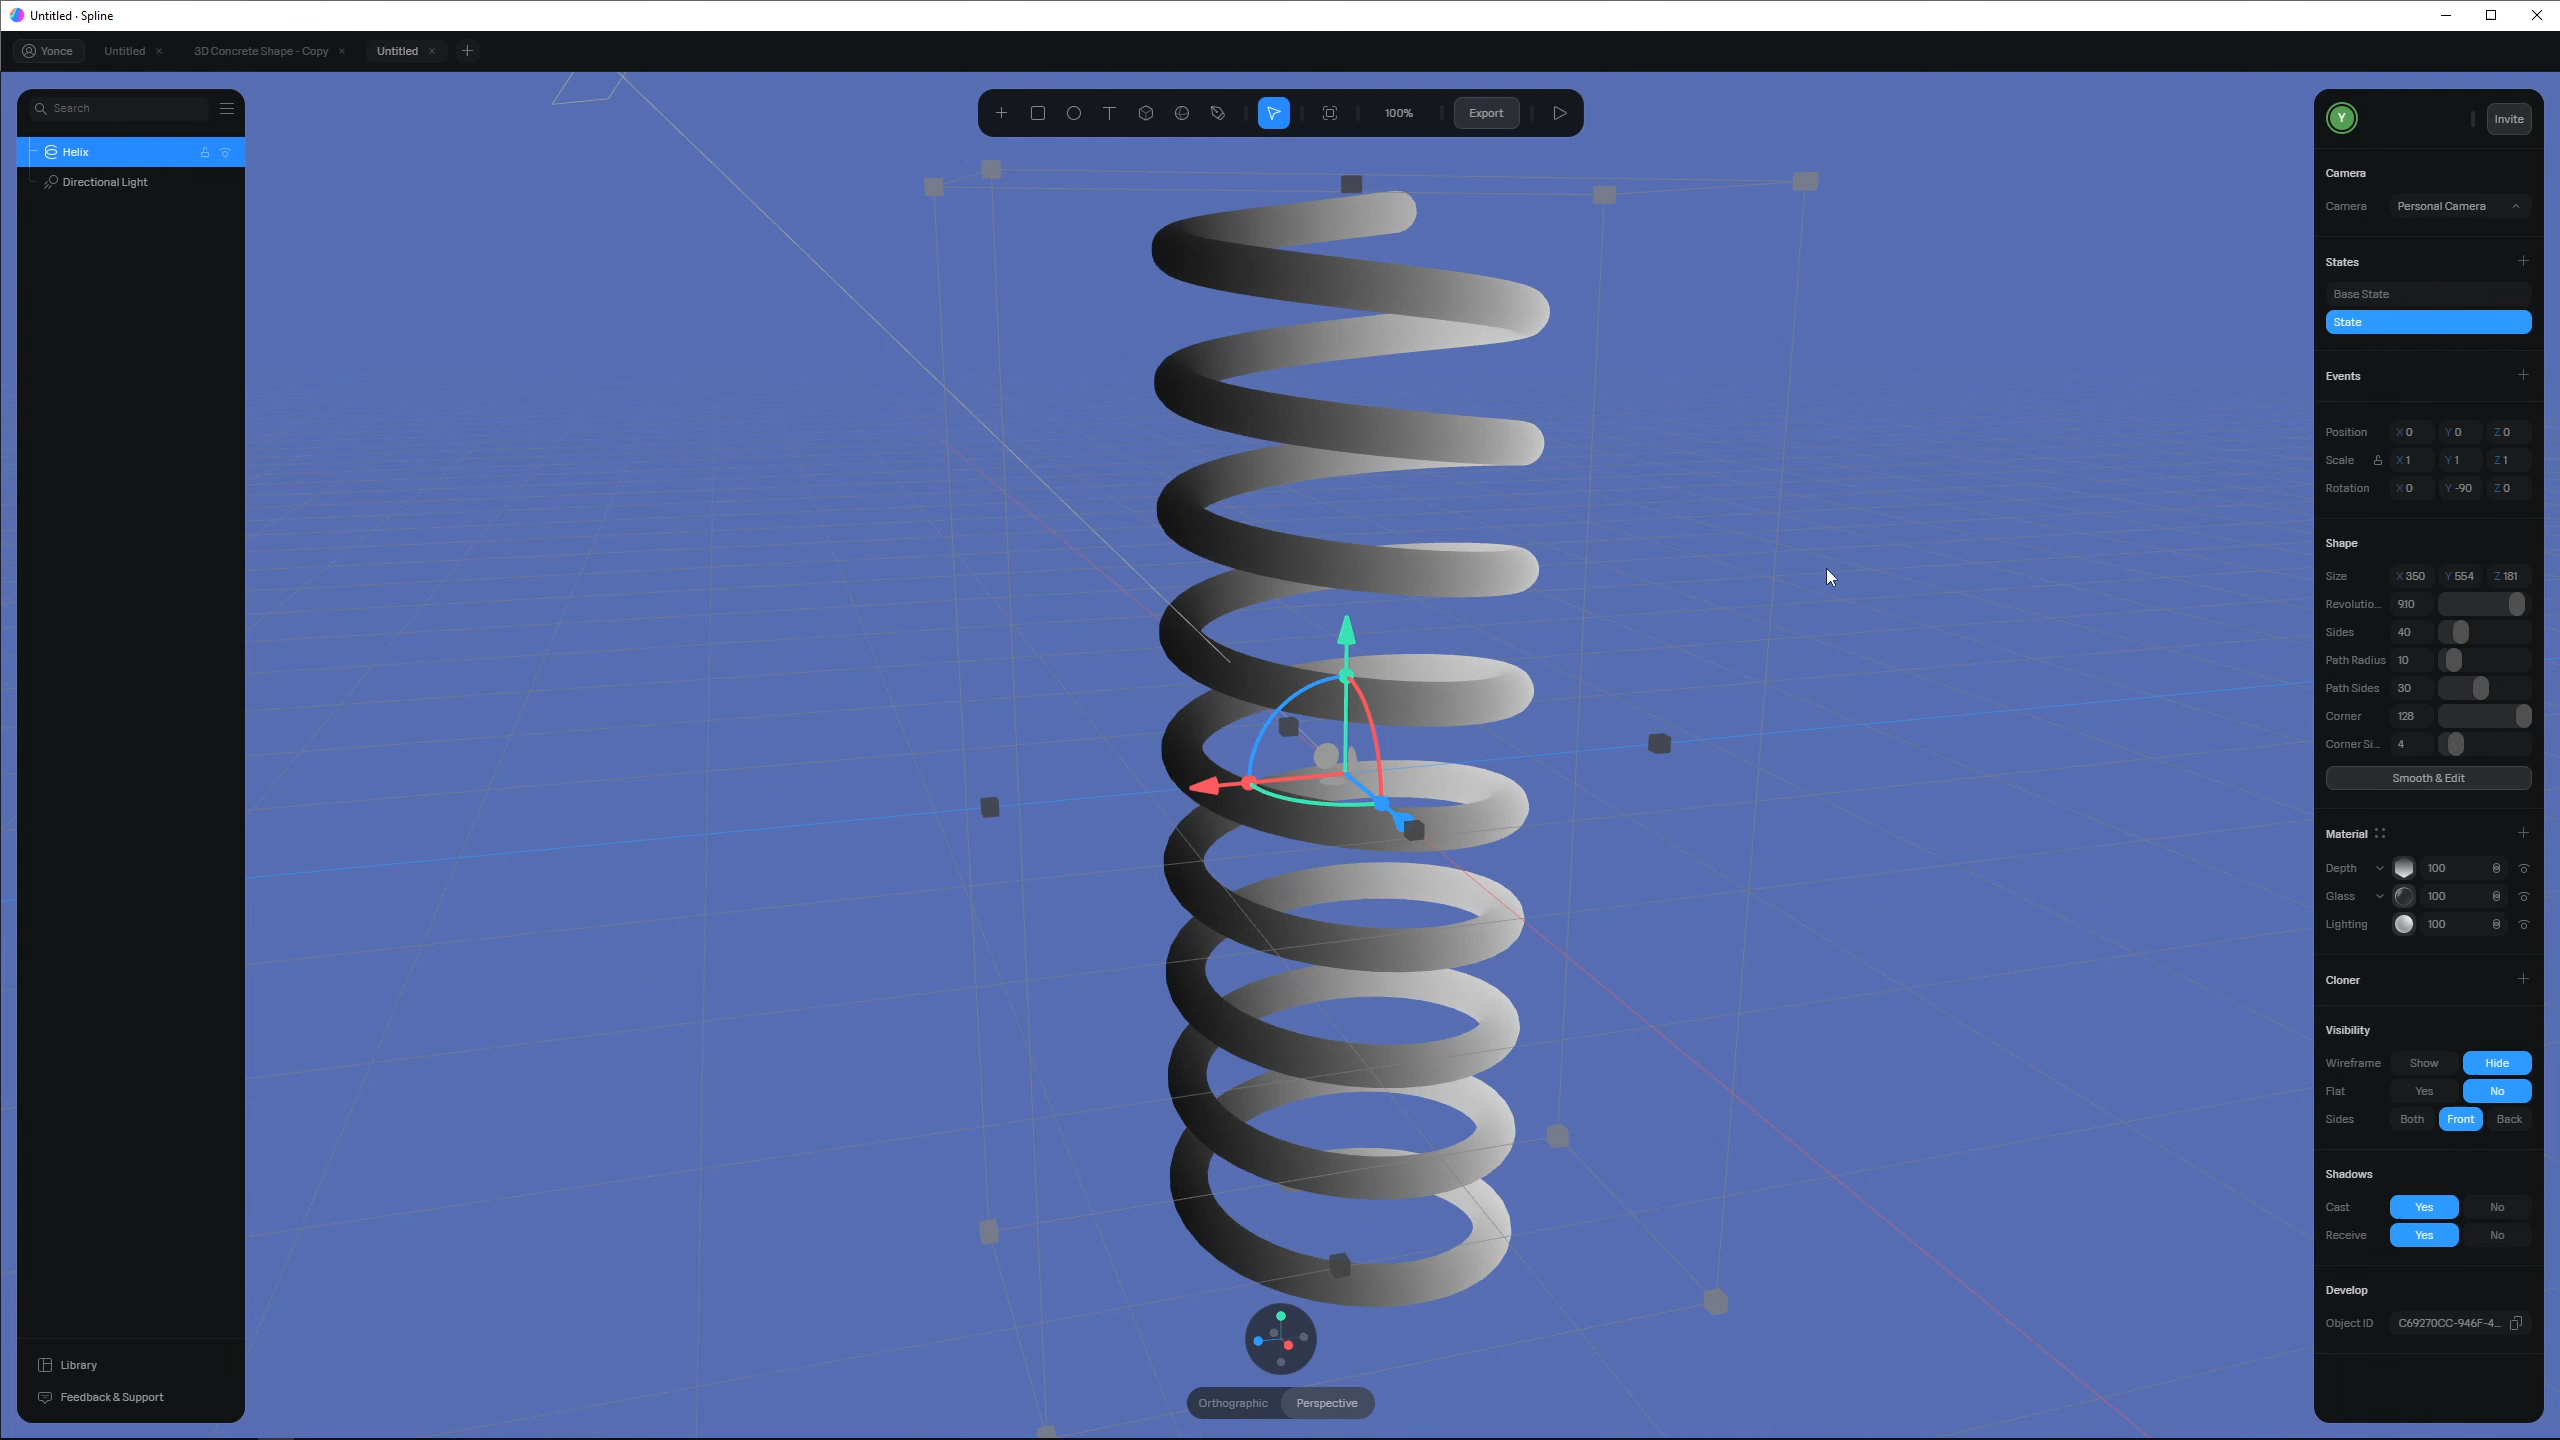 Untitled - Spline
Yonce
Untitled
3D Concrete Shape - Copy
Untitled
Search
Helix
Directional Light
Library
Feedback & Support
100%
Export
Orthographic
Perspective
Y
Invite
Camera
Camera Personal Camera
States
Base State
State
Events
Position X 0 Y 0 Z 0
Scale X 1 Y 1 Z 1
Rotation X 0 Y -90 Z 0
Shape
Size X 350 Y 554 Z 181
Revolutio... 9.10
Sides 40
Path Radius 10
Path Sides 30
Corner 128
Corner Si... 4
Smooth & Edit
Material
Depth 100
Glass 100
Lighting 100
Cloner
Visibility
Wireframe Show Hide
Flat Yes No
Sides Both Front Back
Shadows
Cast Yes No
Receive Yes No
Develop
Object ID C69270CC-946F-4...